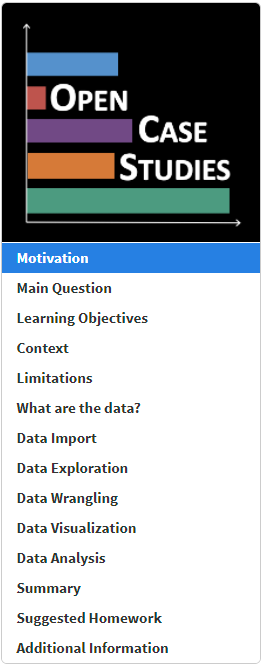 OPEN
CASE
STUDIES
Motivation
Main Question
Learning Objectives
Context
Limitations
What are the data?
Data Import
Data Exploration
Data Wrangling
Data Visualization
Data Analysis
Summary
Suggested Homework
Additional Information